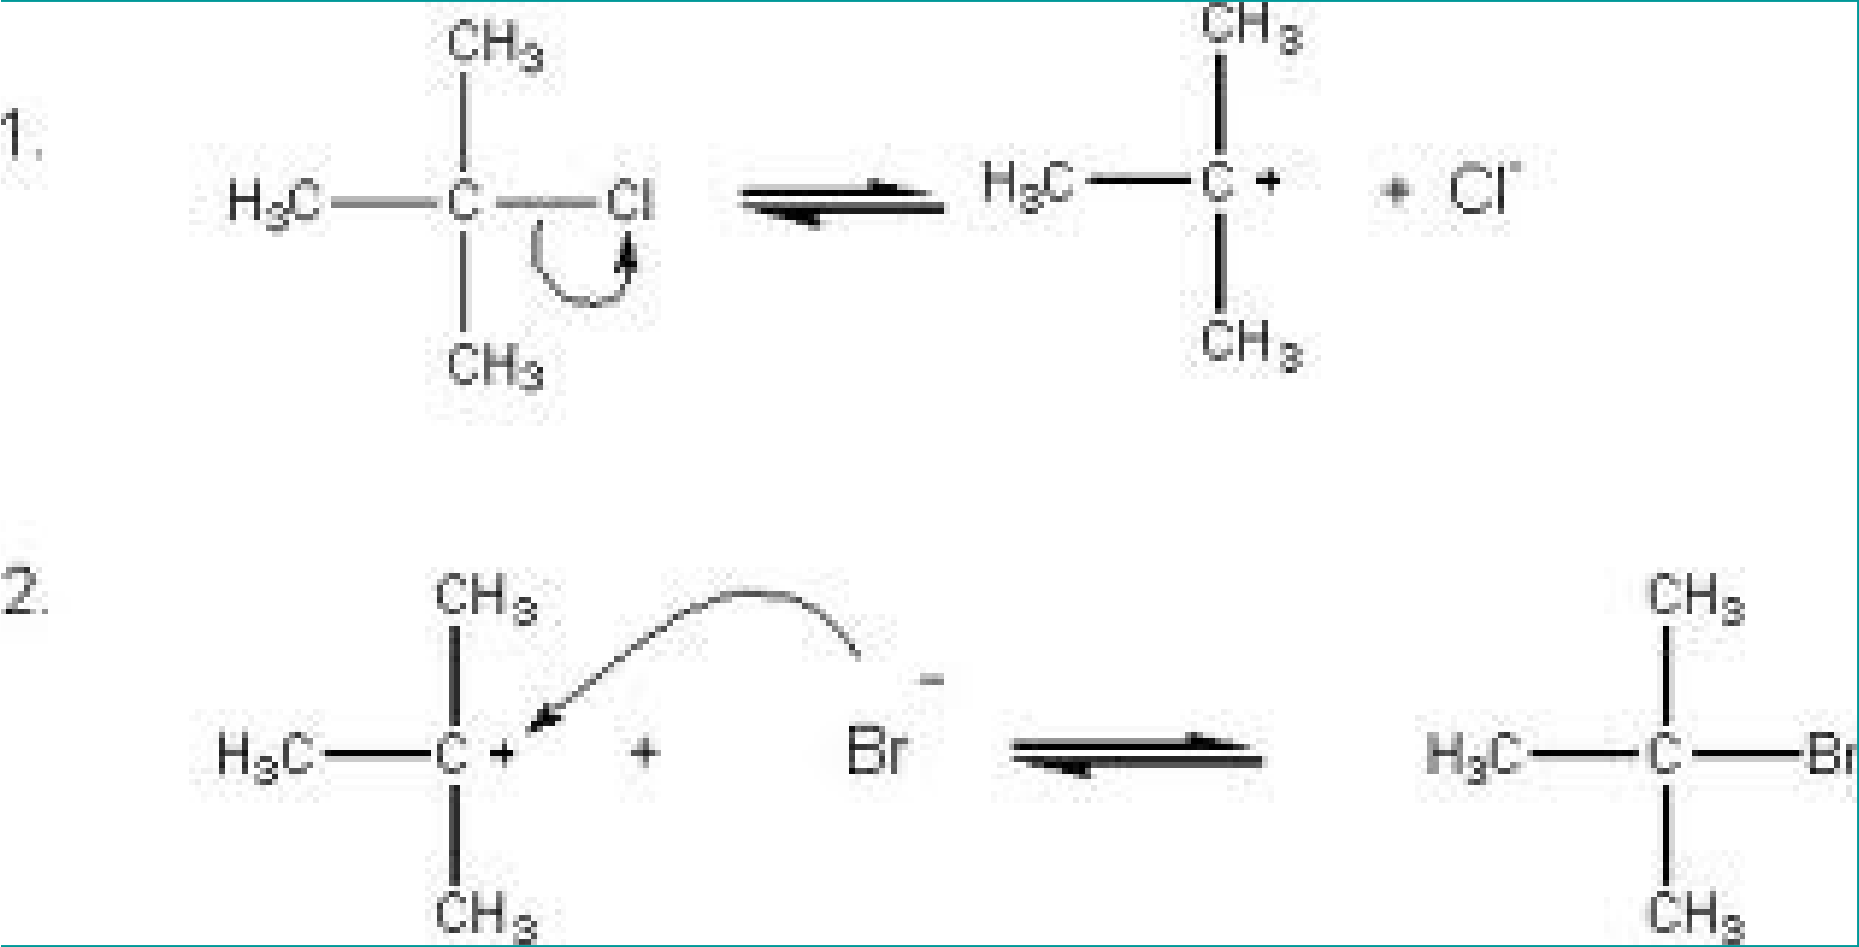 CH₃ CH₃
1.
H₃C C Cl ⇌ H₃C C + + Cl⁻
CH₃ CH₃
2.
CH₃ CH₃
H₃C C + + Br⁻ ⇌ H₃C C Br
CH₃ CH₃